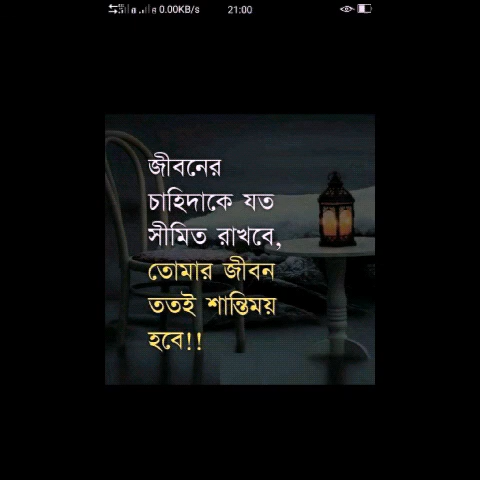 0.00KB/s 21:00
জীবনের
চাহিদাকে যত
সীমিত রাখবে,
তোমার জীবন
ততই শান্তিময়
হবে!!